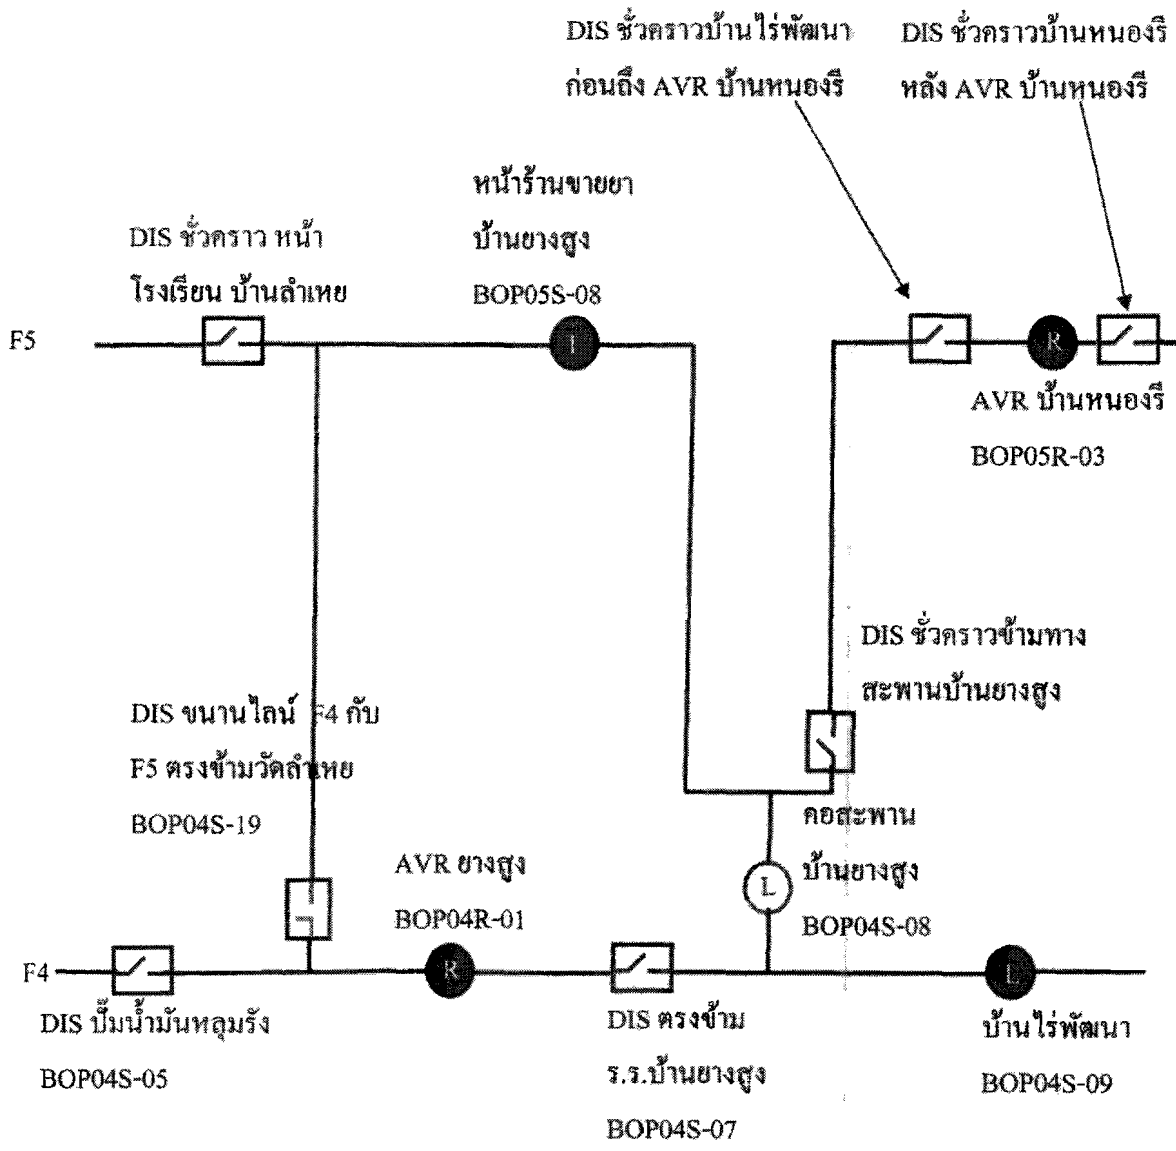 DIS ชั่วคราวบ้านไร่พัฒนา
ก่อนถึง AVR บ้านหนองรี
DIS ชั่วคราวบ้านหนองรี
หลัง AVR บ้านหนองรี
หน้าร้านขายยา
บ้านยางสูง
BOP05S-08
DIS ชั่วคราว หน้า
โรงเรียน บ้านลำเหย
F5
R
AVR บ้านหนองรี
BOP05R-03
DIS ชั่วคราวข้ามทาง
สะพานบ้านยางสูง
DIS ขนานไลน์ F4 กับ
F5 ตรงข้ามวัดลำเหย
BOP04S-19
คอสะพาน
บ้านยางสูง
BOP04S-08
L
AVR ยางสูง
BOP04R-01
F4
R
L
DIS ปั๊มน้ำมันหลุมรัง
BOP04S-05
DIS ตรงข้าม
ร.ร.บ้านยางสูง
BOP04S-07
บ้านไร่พัฒนา
BOP04S-09